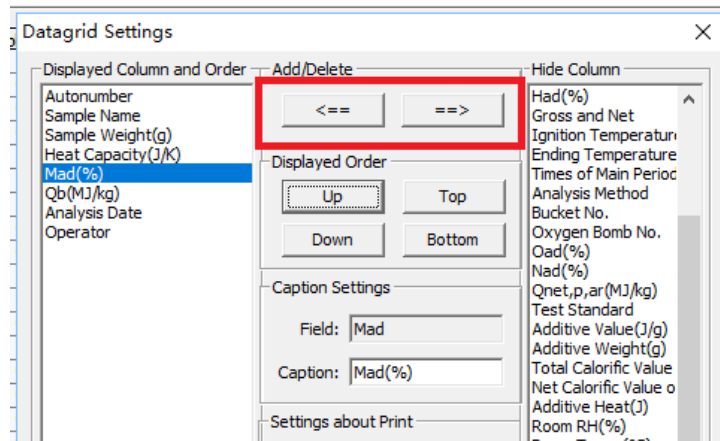 Datagrid Settings
Displayed Column and Order
Autonumber
Sample Name
Sample Weight(g)
Heat Capacity(J/K)
Mad(%)
Qb(MJ/kg)
Analysis Date
Operator
Add/Delete
<==
==>
Displayed Order
Up
Top
Down
Bottom
Caption Settings
Field: Mad
Caption: Mad(%)
Settings about Print
Hide Column
Had(%)
Gross and Net
Ignition Temperature
Ending Temperature
Times of Main Period
Analysis Method
Bucket No.
Oxygen Bomb No.
Oad(%)
Nad(%)
Qnet,p,ar(MJ/kg)
Test Standard
Additive Value(J/g)
Additive Weight(g)
Total Calorific Value
Net Calorific Value o
Additive Heat(J)
Room RH(%)